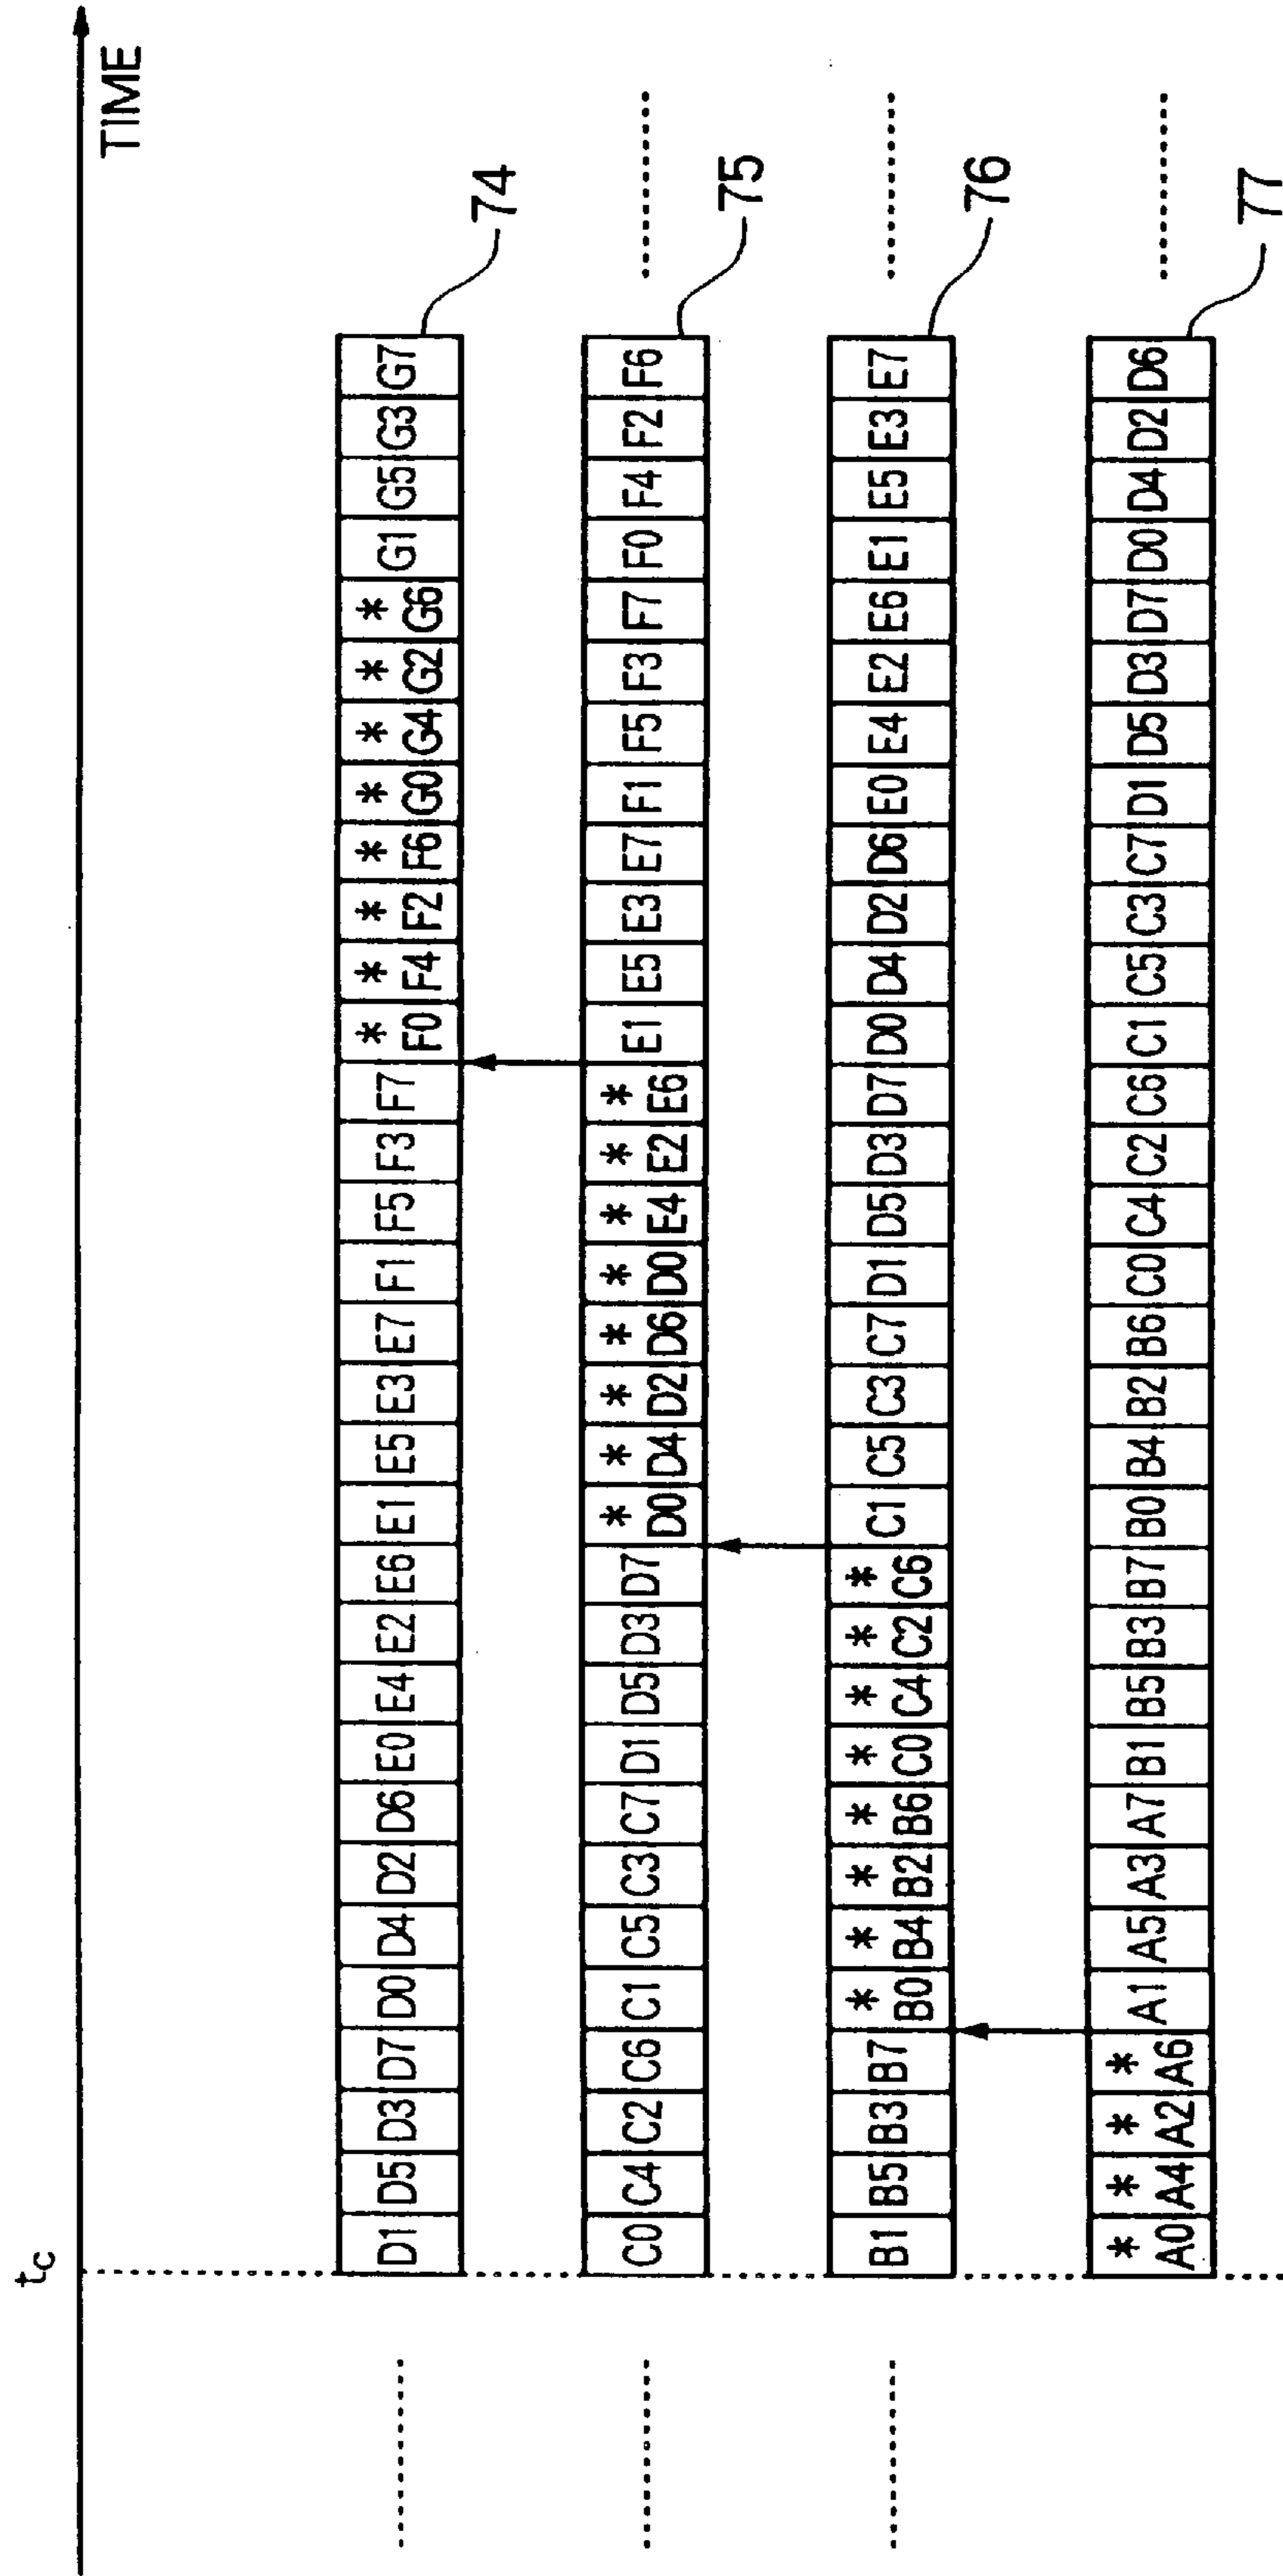 tc
TIME
* * * * * * * *
D1 D5 D3 D7 D0 D4 D2 D6 E0 E4 E2 E6 E1 E5 E3 E7 F1 F5 F3 F7 F0 F4 F2 F6 G0 G4 G2 G6 G1 G5 G3 G7
74
* * * * * * * *
C0 C4 C2 C6 C1 C5 C3 C7 D1 D5 D3 D7 D0 D4 D2 D6 D0 E4 E2 E6 E1 E5 E3 E7 F1 F5 F3 F7 F0 F4 F2 F6
75
* * * * * * * *
B1 B5 B3 B7 B0 B4 B2 B6 C0 C4 C2 C6 C1 C5 C3 C7 D1 D5 D3 D7 D0 D4 D2 D6 E0 E4 E2 E6 E1 E5 E3 E7
76
* * * *
A0 A4 A2 A6 A1 A5 A3 A7 B1 B5 B3 B7 B0 B4 B2 B6 C0 C4 C2 C6 C1 C5 C3 C7 D1 D5 D3 D7 D0 D4 D2 D6
77